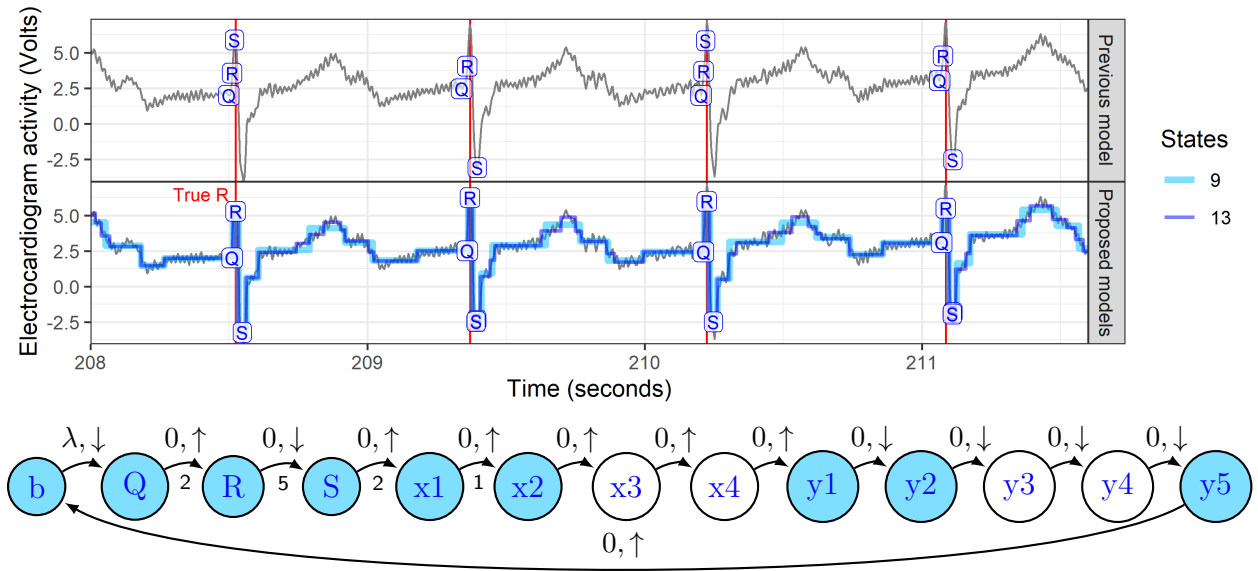 Electrocardiogram activity (Volts)
5.0
2.5
0.0
-2.5
S
R
Q
R
Q
S
S
R
Q
R
Q
S
Previous model
5.0
2.5
0.0
-2.5
True R
R
Q
S
R
Q
S
R
Q
S
R
Q
S
Proposed models
208
209
210
211
Time (seconds)
States
9
13
λ,↓ 0,↑ 0,↓ 0,↑ 0,↑ 0,↑ 0,↑ 0,↑ 0,↓ 0,↓ 0,↓ 0,↓
b Q R S x1 x2 x3 x4 y1 y2 y3 y4 y5
2 5 2 1
0,↑